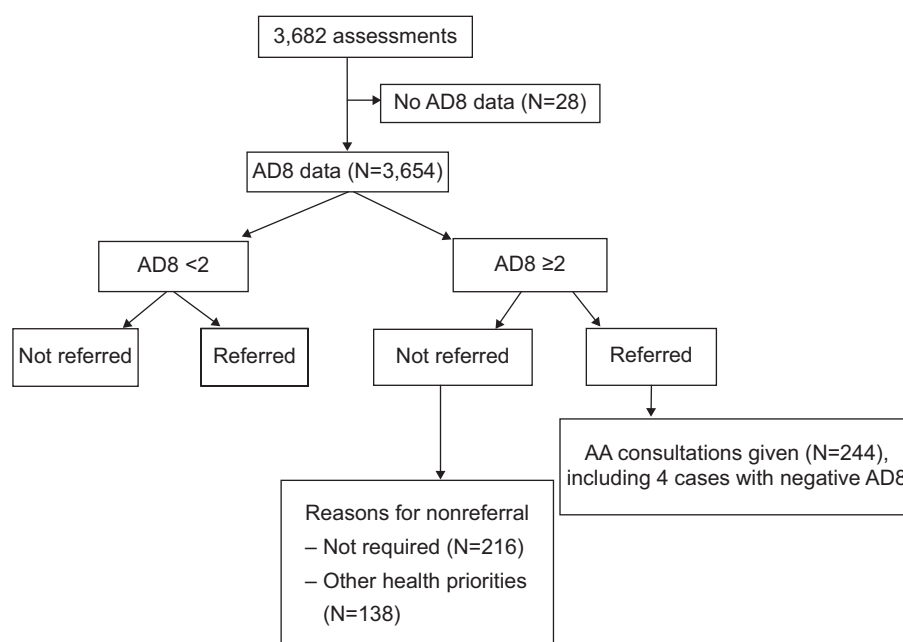 3,682 assessments
No AD8 data (N=28)
AD8 data (N=3,654)
AD8 <2
AD8 ≥2
Not referred
Referred
Not referred
Referred
AA consultations given (N=244),
including 4 cases with negative AD8
Reasons for nonreferral
– Not required (N=216)
– Other health priorities
(N=138)